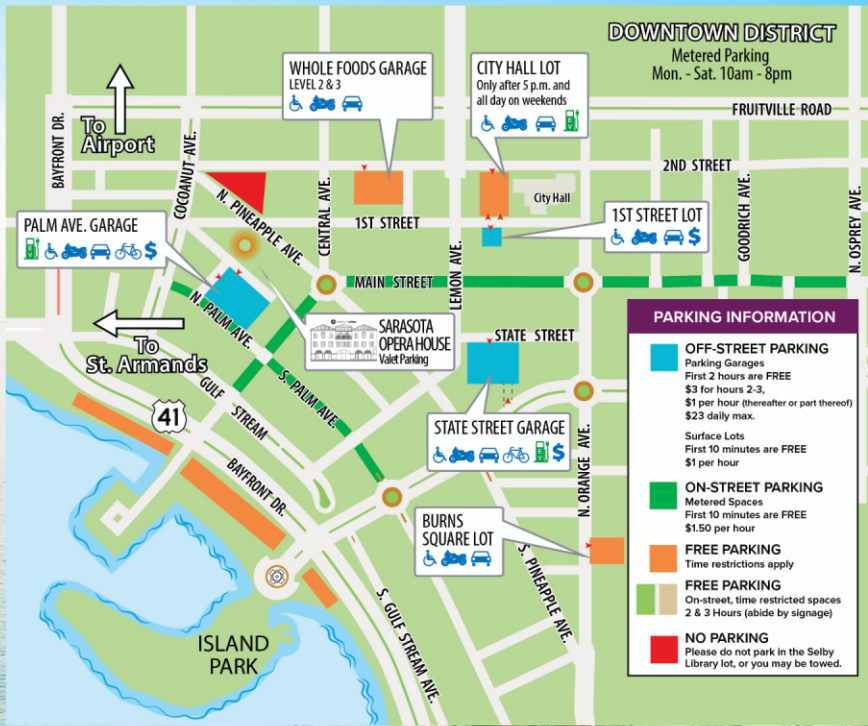 DOWNTOWN DISTRICT
Metered Parking
Mon. - Sat. 10am - 8pm
WHOLE FOODS GARAGE
LEVEL 2 & 3
CITY HALL LOT
Only after 5 p.m. and
all day on weekends
FRUITVILLE ROAD
To
Airport
BAYFRONT DR.
COCOANUT AVE.
2ND STREET
City Hall
N. PINEAPPLE AVE.
CENTRAL AVE.
1ST STREET
LEMON AVE.
GOODRICH AVE.
N. OSPREY AVE.
PALM AVE. GARAGE
$
1ST STREET LOT
$
MAIN STREET
N. PALM AVE.
SARASOTA
OPERA HOUSE
Valet Parking
STATE STREET
To
St. Armands
GULF STREAM
S. PALM AVE.
41
STATE STREET GARAGE
$
BAYFRONT DR.
N. ORANGE AVE.
BURNS
SQUARE LOT
S. PINEAPPLE AVE.
S. GULF STREAM AVE.
ISLAND
PARK
PARKING INFORMATION
OFF-STREET PARKING
Parking Garages
First 2 hours are FREE
$3 for hours 2-3,
$1 per hour (thereafter or part thereof)
$23 daily max.
Surface Lots
First 10 minutes are FREE
$1 per hour
ON-STREET PARKING
Metered Spaces
First 10 minutes are FREE
$1.50 per hour
FREE PARKING
Time restrictions apply
FREE PARKING
On-street, time restricted spaces
2 & 3 Hours (abide by signage)
NO PARKING
Please do not park in the Selby
Library lot, or you may be towed.